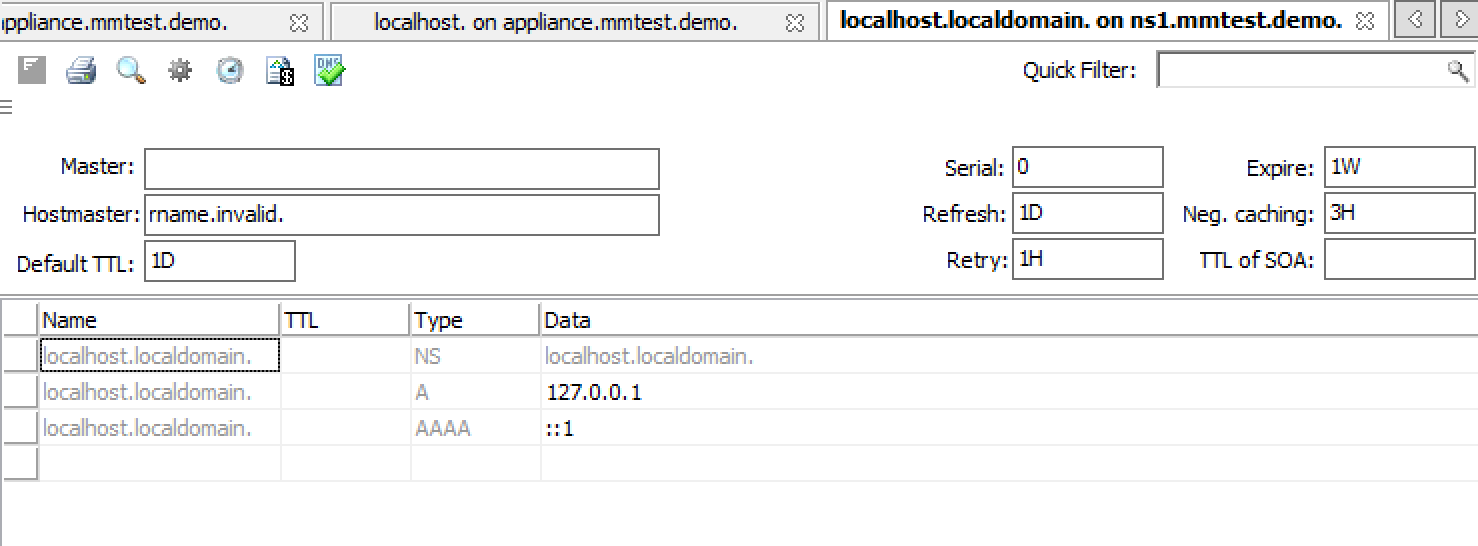 appliance.mmtest.demo. localhost. on appliance.mmtest.demo. localhost.localdomain. on ns1.mmtest.demo.
DNS Quick Filter:
Master: Serial: 0 Expire: 1W
Hostmaster: rname.invalid. Refresh: 1D Neg. caching: 3H
Default TTL: 1D Retry: 1H TTL of SOA:
Name TTL Type Data
localhost.localdomain. NS localhost.localdomain.
localhost.localdomain. A 127.0.0.1
localhost.localdomain. AAAA ::1